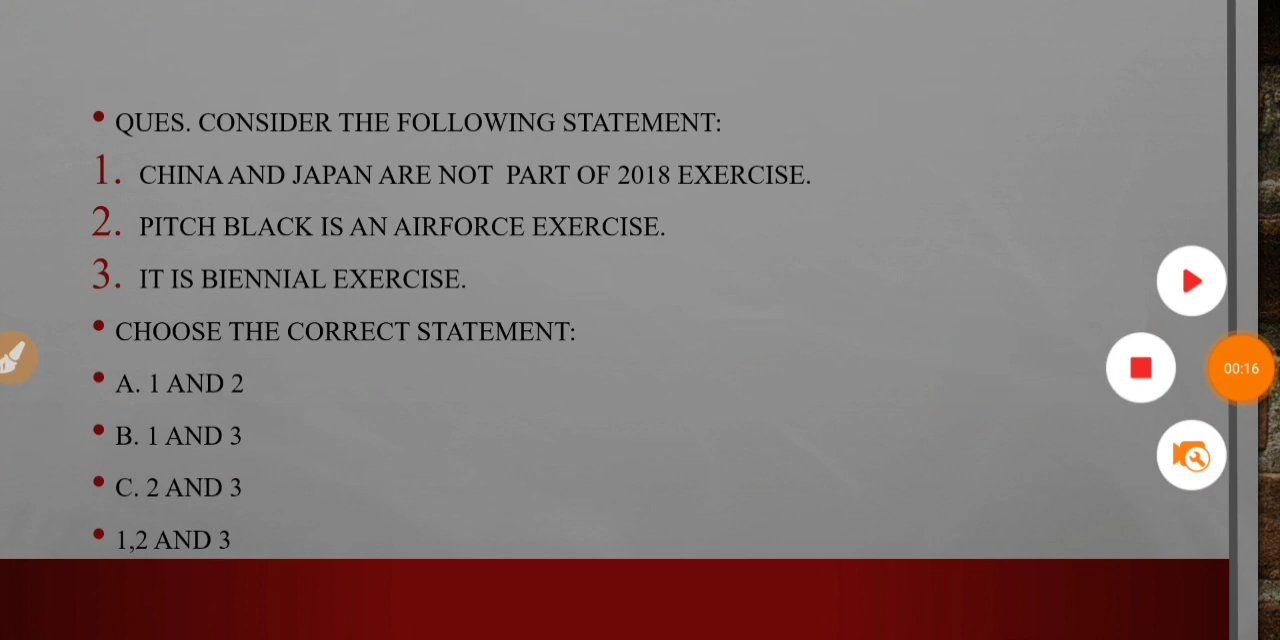 QUES. CONSIDER THE FOLLOWING STATEMENT:
1. CHINA AND JAPAN ARE NOT PART OF 2018 EXERCISE.
2. PITCH BLACK IS AN AIRFORCE EXERCISE.
3. IT IS BIENNIAL EXERCISE.
CHOOSE THE CORRECT STATEMENT:
A. 1 AND 2
B. 1 AND 3
C. 2 AND 3
1,2 AND 3
00:16